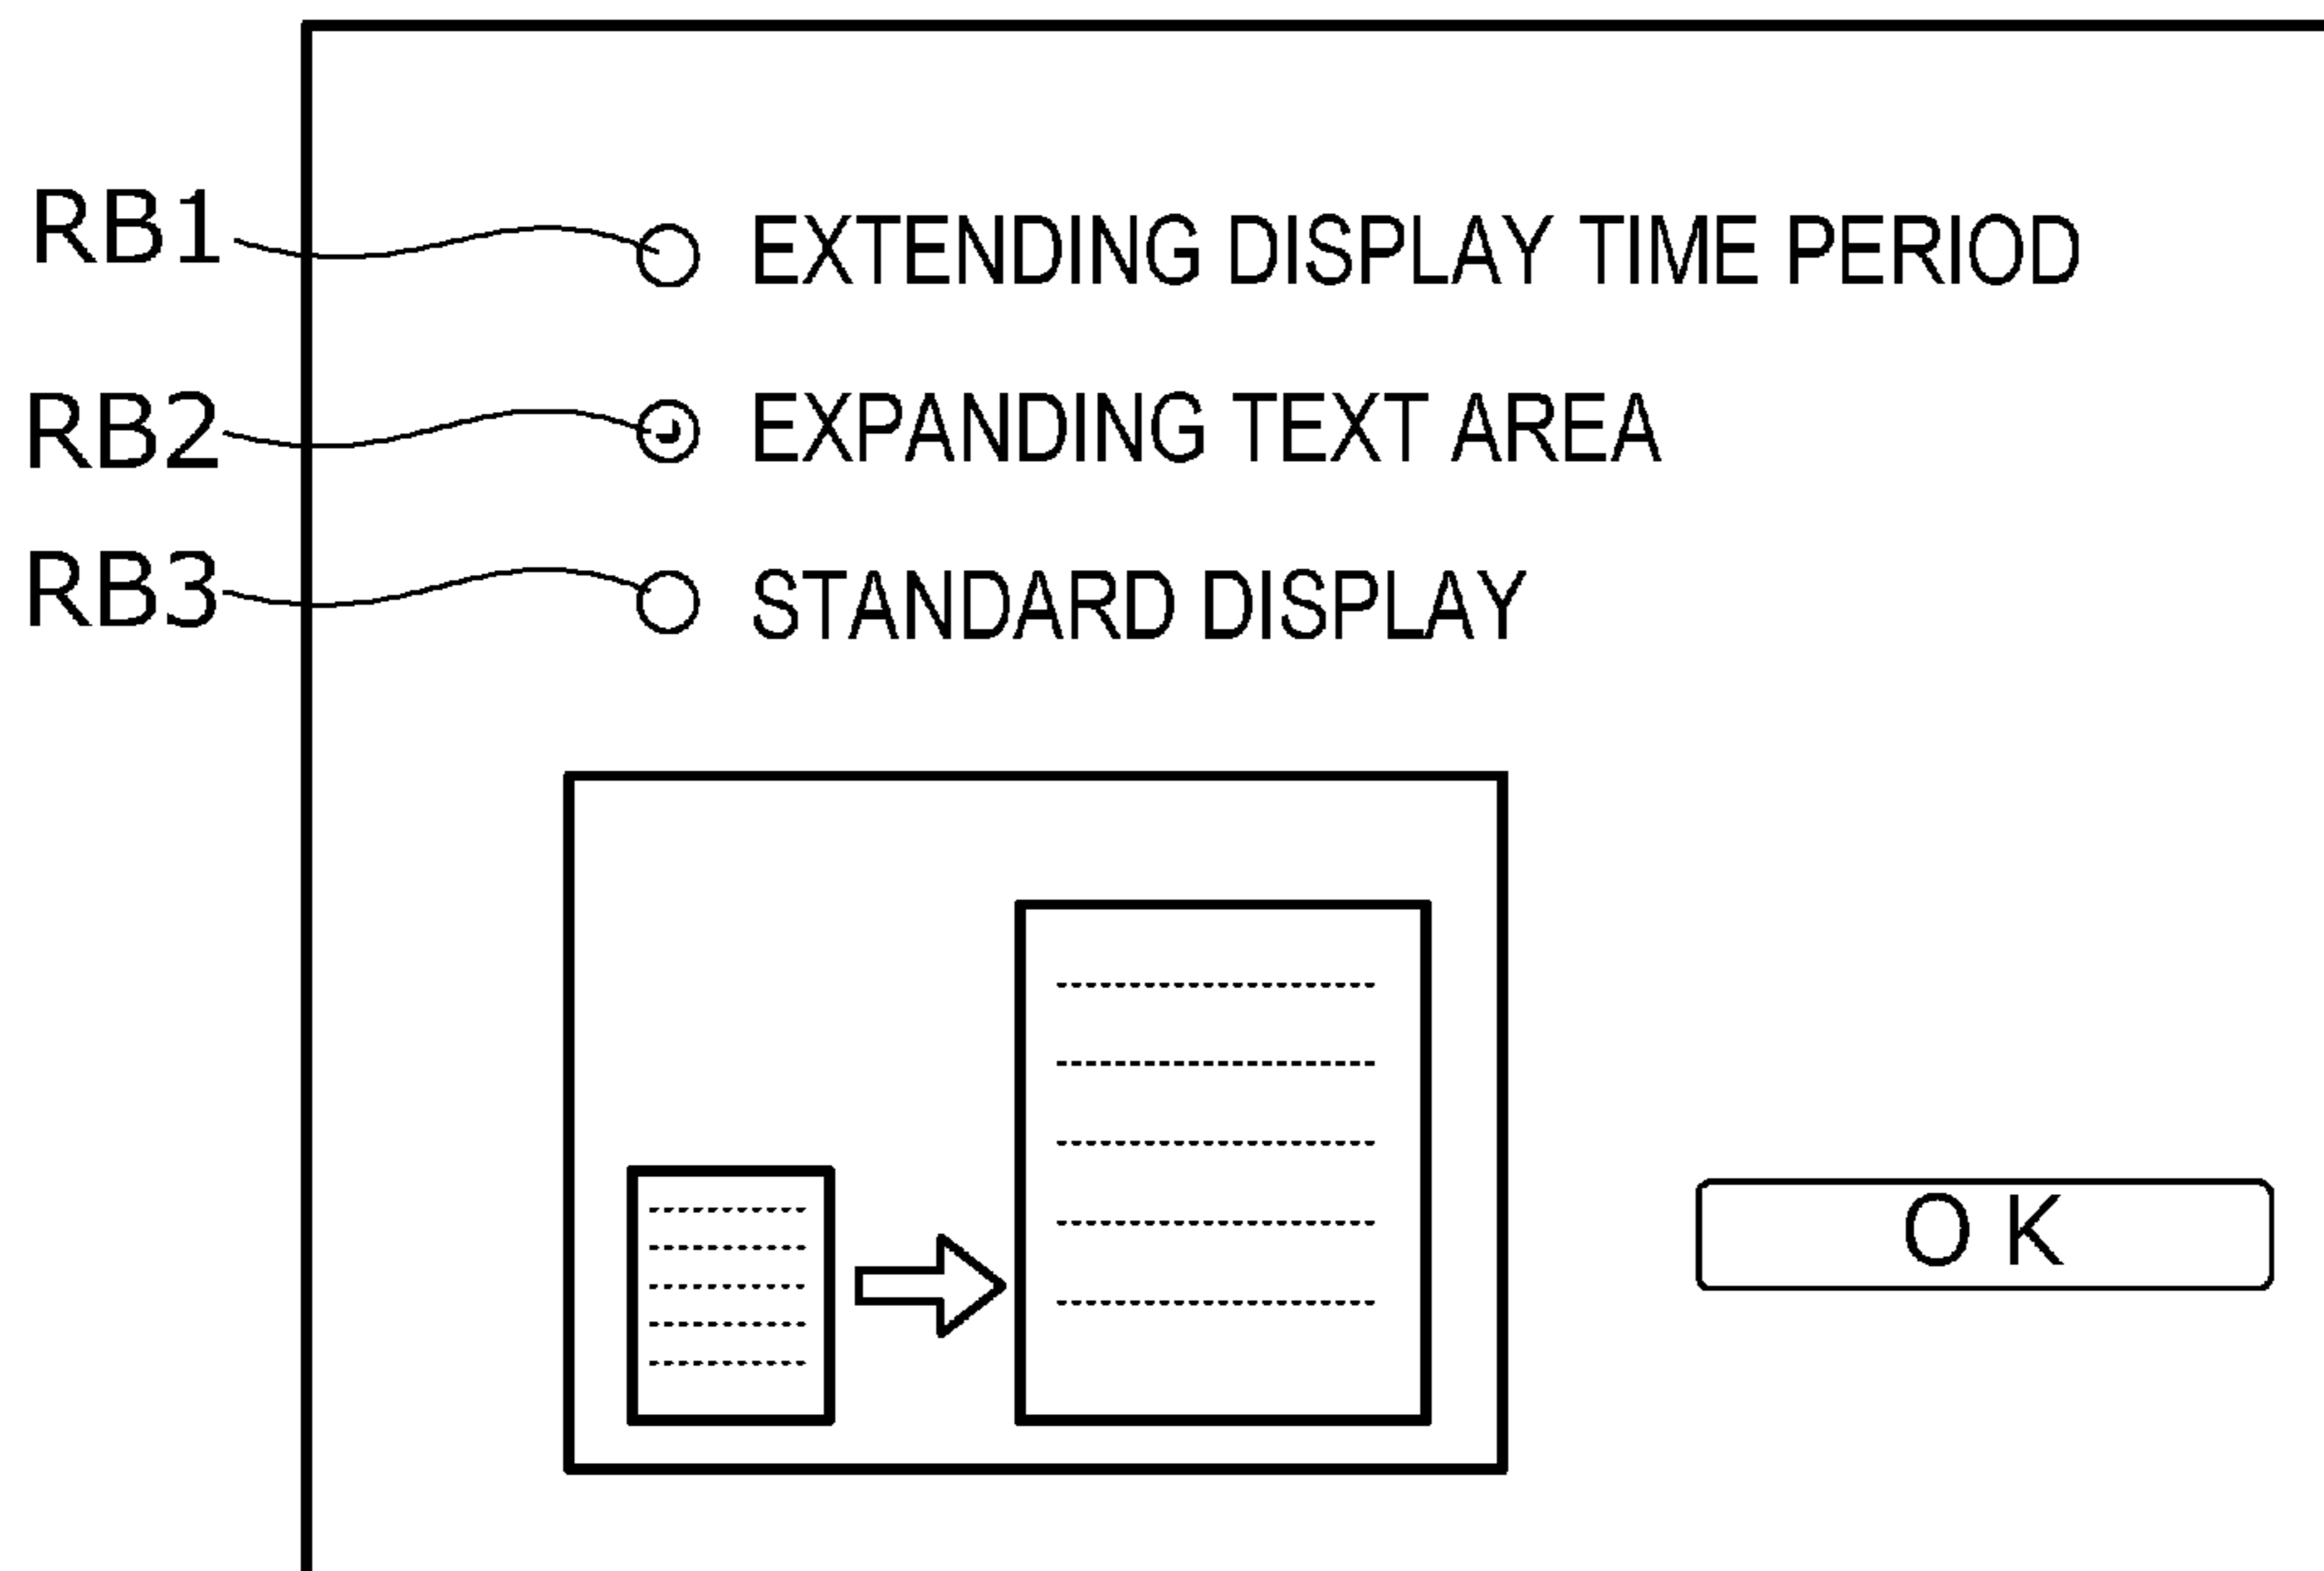 RB1 EXTENDING DISPLAY TIME PERIOD
RB2 EXPANDING TEXT AREA
RB3 STANDARD DISPLAY
OK